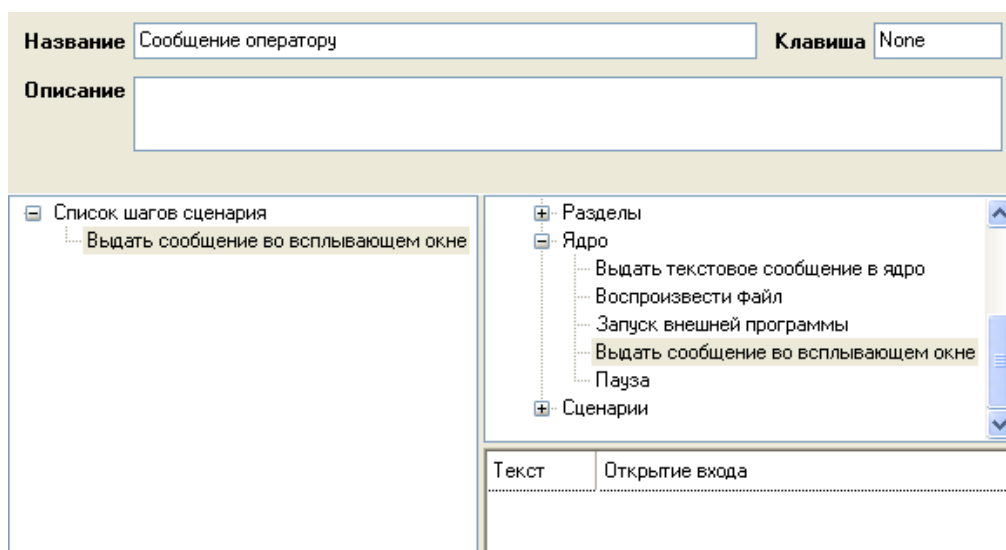 Название Сообщение оператору Клавиша None
Описание
Список шагов сценария
Выдать сообщение во всплывающем окне
Разделы
Ядро
Выдать текстовое сообщение в ядро
Воспроизвести файл
Запуск внешней программы
Выдать сообщение во всплывающем окне
Пауза
Сценарии
Текст Открытие входа